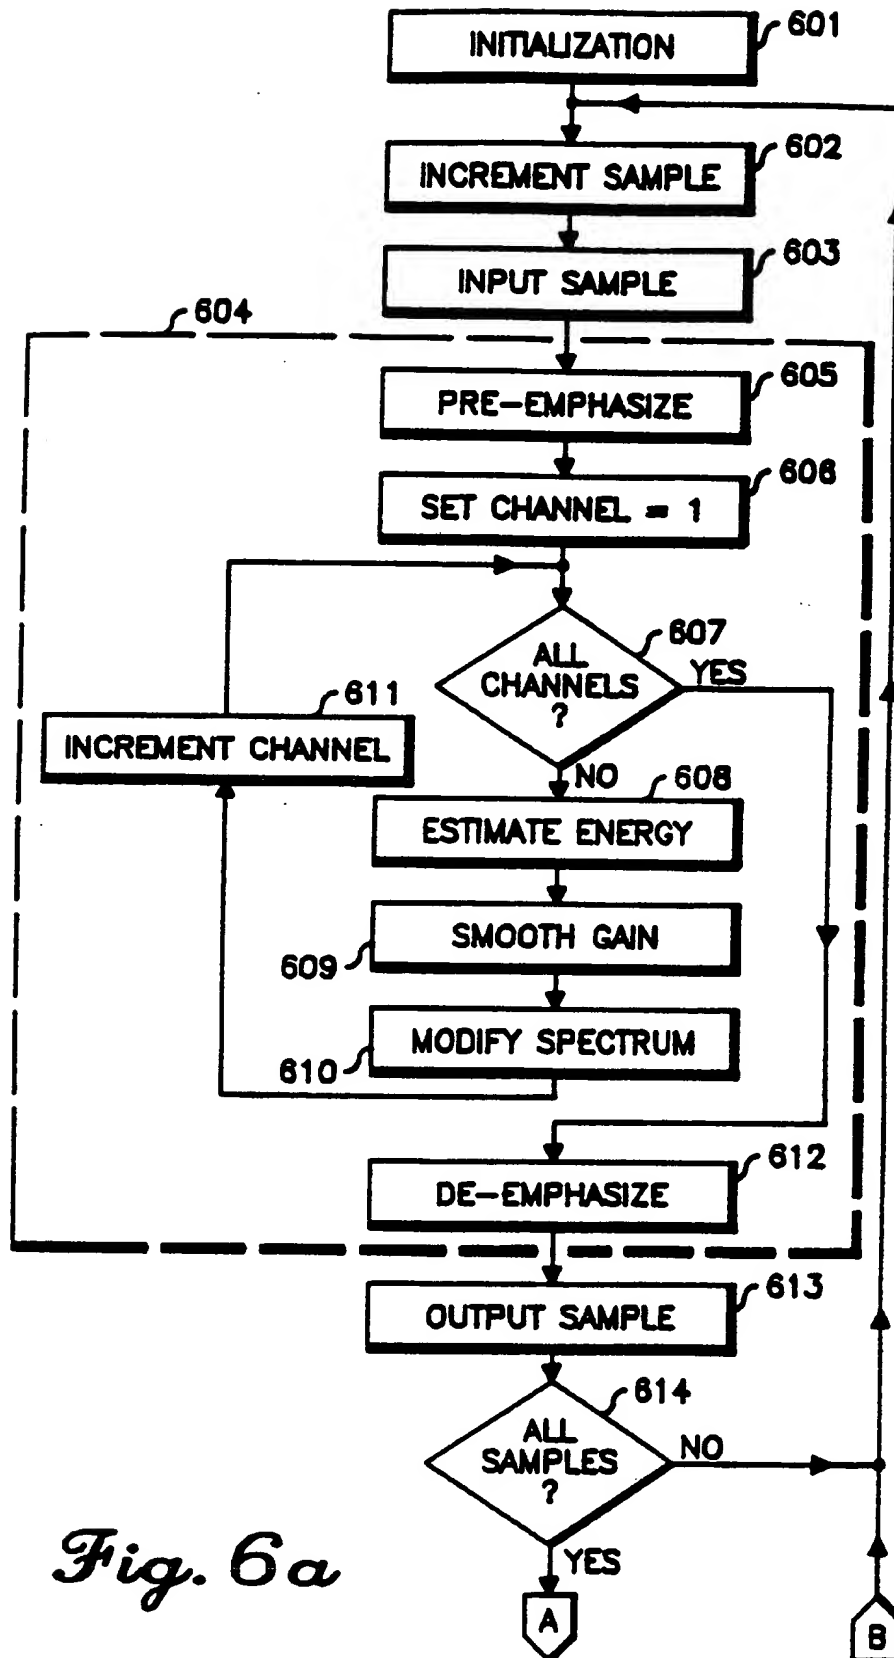 INITIALIZATION
601
INCREMENT SAMPLE
602
INPUT SAMPLE
603
604
PRE-EMPHASIZE
605
SET CHANNEL = 1
606
ALL
CHANNELS
?
607
YES
611
INCREMENT CHANNEL
NO
608
ESTIMATE ENERGY
SMOOTH GAIN
609
MODIFY SPECTRUM
610
612
DE-EMPHASIZE
613
OUTPUT SAMPLE
614
ALL
SAMPLES
?
NO
YES
Fig. 6a
A
B